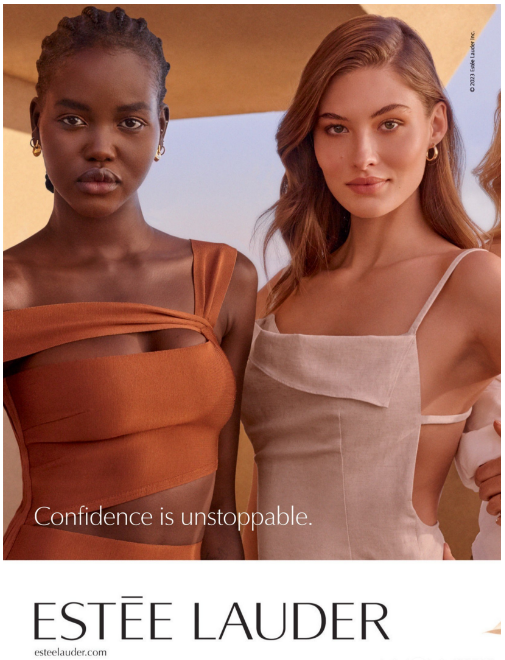 © 2023 Estée Lauder Inc.
Confidence is unstoppable.
ESTĒE LAUDER
esteelauder.com